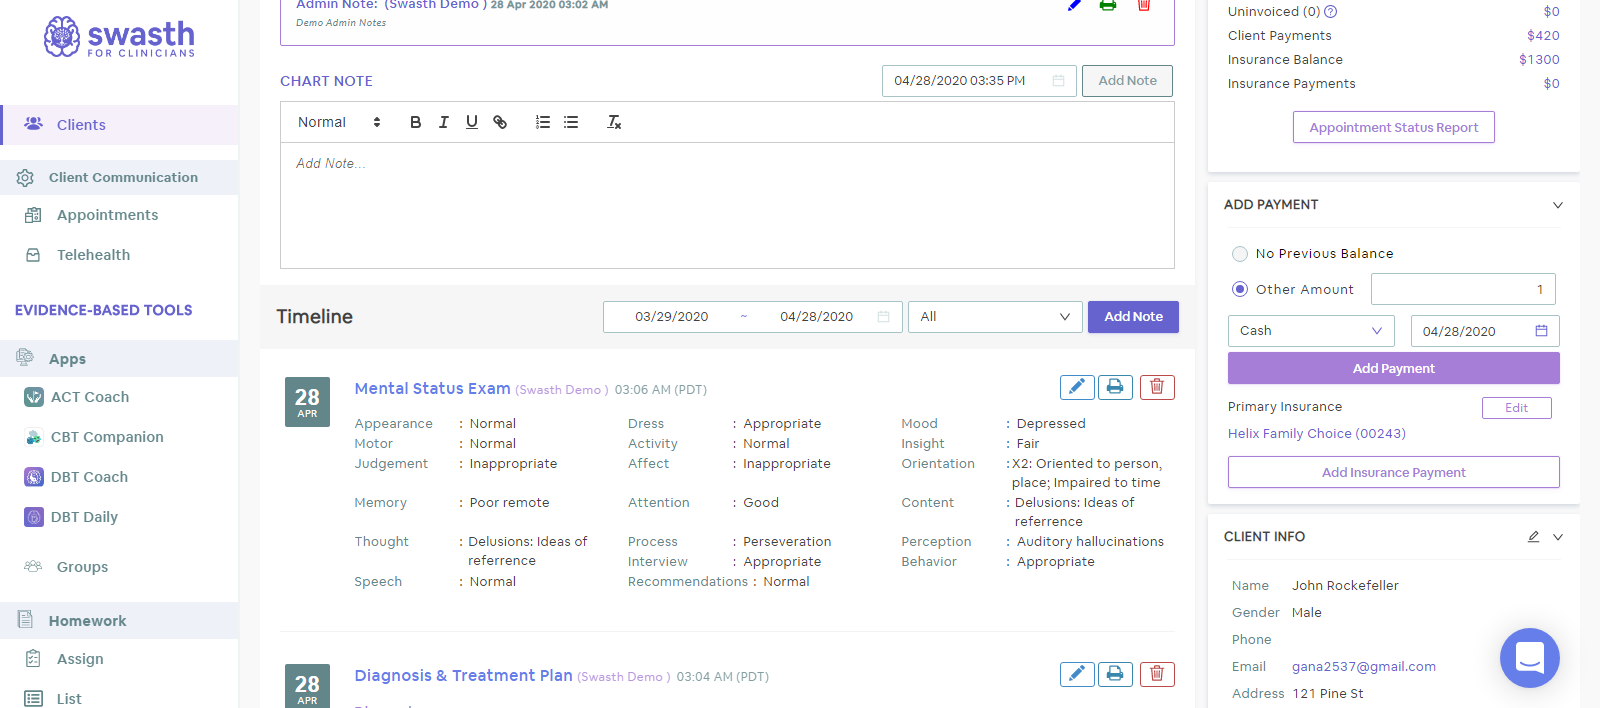 swasth
FOR CLINICIANS
Clients
Client Communication
Appointments
Telehealth
EVIDENCE-BASED TOOLS
Apps
ACT Coach
CBT Companion
DBT Coach
DBT Daily
Groups
Homework
Assign
List
Admin Note: (Swasth Demo ) 28 Apr 2020 03:02 AM
Demo Admin Notes
CHART NOTE
04/28/2020 03:35 PM
Add Note
Normal
Add Note...
Timeline
03/29/2020 ~ 04/28/2020
All
Add Note
28
APR
Mental Status Exam (Swasth Demo ) 03:06 AM (PDT)
Appearance : Normal Dress : Appropriate Mood : Depressed
Motor : Normal Activity : Normal Insight : Fair
Judgement : Inappropriate Affect : Inappropriate Orientation :X2: Oriented to person,
place; Impaired to time
Memory : Poor remote Attention : Good Content : Delusions: Ideas of
referrence
Thought : Delusions: Ideas of
referrence
Process : Perseveration Perception : Auditory hallucinations
Interview : Appropriate Behavior : Appropriate
Speech : Normal Recommendations : Normal
28
APR
Diagnosis & Treatment Plan (Swasth Demo ) 03:04 AM (PDT)
Uninvoiced (0) $0
Client Payments $420
Insurance Balance $1300
Insurance Payments $0
Appointment Status Report
ADD PAYMENT
No Previous Balance
Other Amount 1
Cash 04/28/2020
Add Payment
Primary Insurance Edit
Helix Family Choice (00243)
Add Insurance Payment
CLIENT INFO
Name John Rockefeller
Gender Male
Phone
Email gana2537@gmail.com
Address 121 Pine St